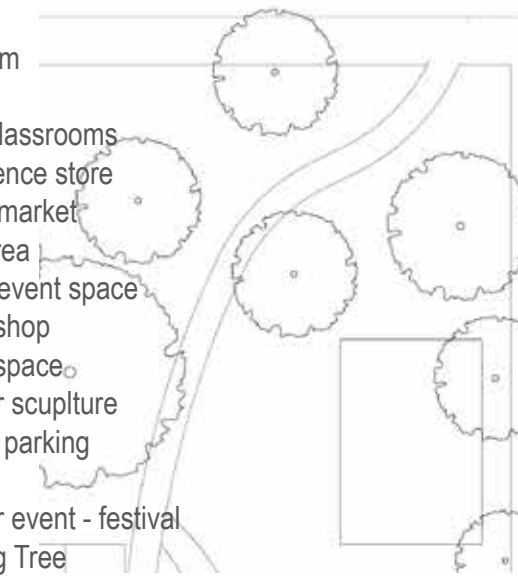 m
lassrooms
ence store
market
rea
event space
shop
space
r scuplture
parking
r event - festival
g Tree